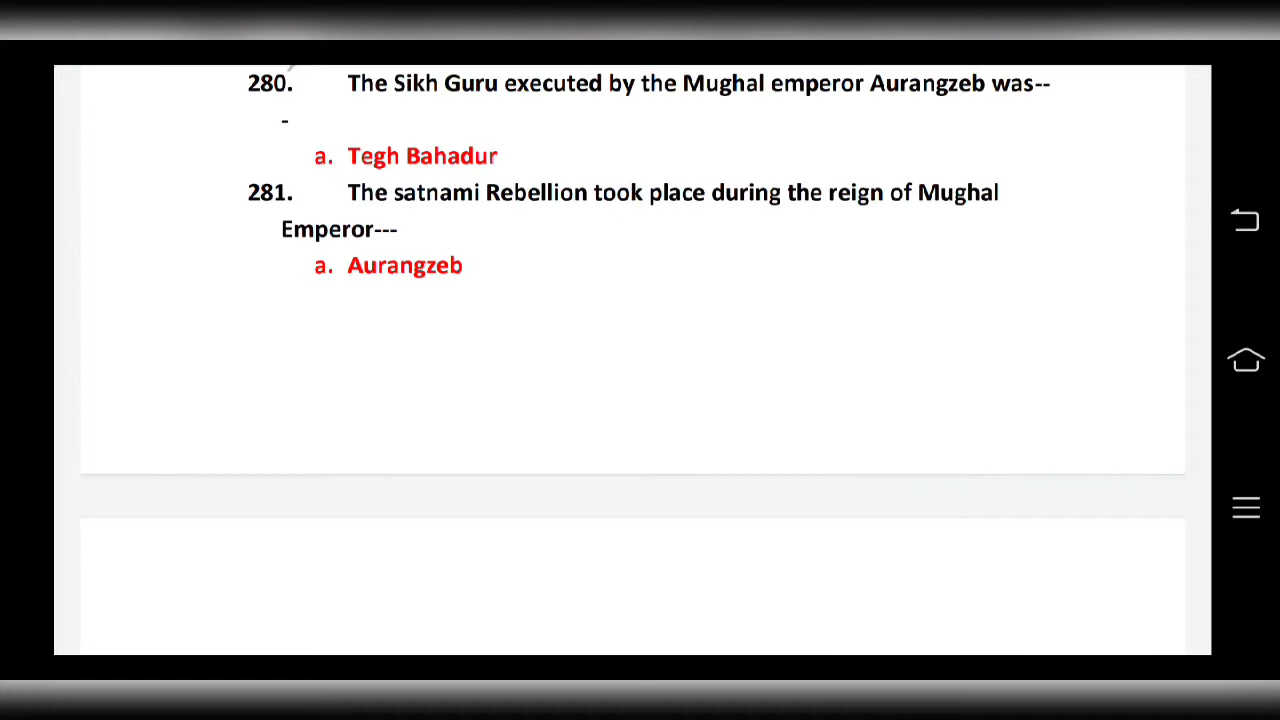 280. The Sikh Guru executed by the Mughal emperor Aurangzeb was--
-
a. Tegh Bahadur
281. The satnami Rebellion took place during the reign of Mughal
Emperor---
a. Aurangzeb